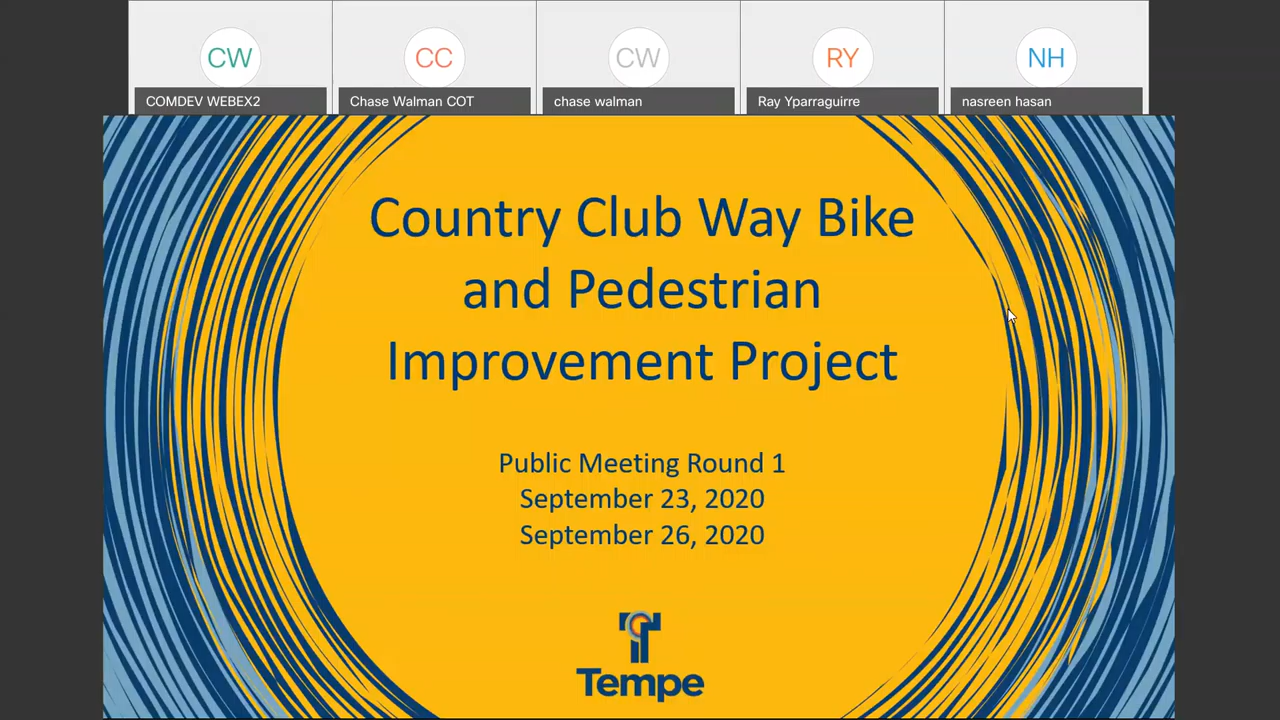 CW
CC
CW
RY
NH
COMDEV WEBEX2
Chase Walman COT
chase walman
Ray Yparraguirre
nasreen hasan
Country Club Way Bike
and Pedestrian
Improvement Project
Public Meeting Round 1
September 23, 2020
September 26, 2020
Tempe